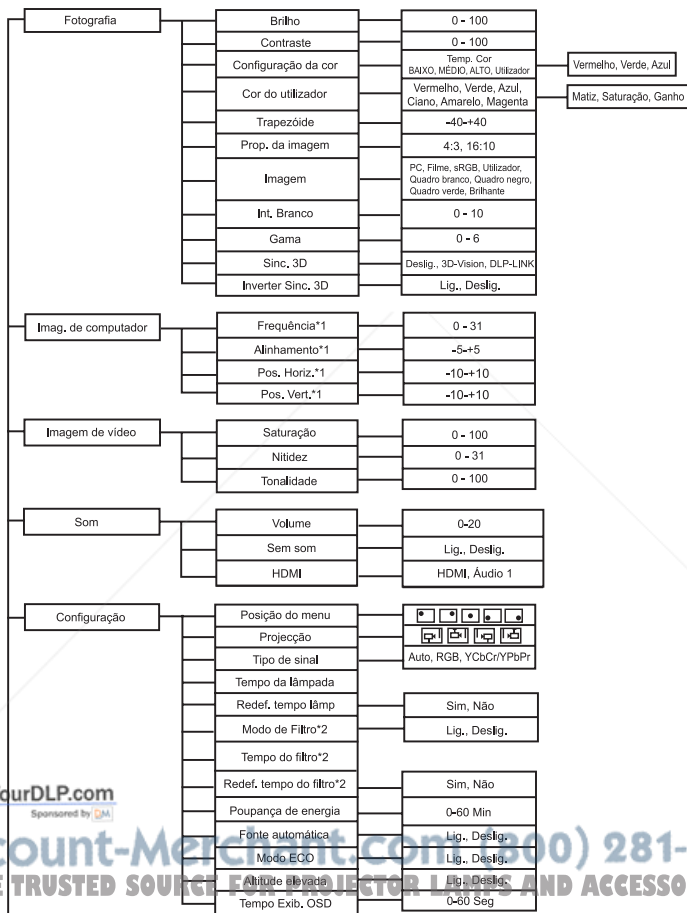 Fotografia
Brilho
0 - 100
Contraste
0 - 100
Configuração da cor
Temp. Cor
BAIXO, MÉDIO, ALTO, Utilizador
Vermelho, Verde, Azul
Cor do utilizador
Vermelho, Verde, Azul,
Ciano, Amarelo, Magenta
Matiz, Saturação, Ganho
Trapezóide
-40-+40
Prop. da imagem
4:3, 16:10
Imagem
PC, Filme, sRGB, Utilizador,
Quadro branco, Quadro negro,
Quadro verde, Brilhante
Int. Branco
0 - 10
Gama
0 - 6
Sinc. 3D
Deslig., 3D-Vision, DLP-LINK
Inverter Sinc. 3D
Lig., Deslig.
Imag. de computador
Frequência*1
0 - 31
Alinhamento*1
-5-+5
Pos. Horiz.*1
-10-+10
Pos. Vert.*1
-10-+10
Imagem de vídeo
Saturação
0 - 100
Nitidez
0 - 31
Tonalidade
0 - 100
Som
Volume
0-20
Sem som
Lig., Deslig.
HDMI
HDMI, Áudio 1
Configuração
Posição do menu
Projecção
Tipo de sinal
Auto, RGB, YCbCr/YPbPr
Tempo da lâmpada
Redef. tempo lâmp
Sim, Não
Modo de Filtro*2
Lig., Deslig.
Tempo do filtro*2
Redef. tempo do filtro*2
Sim, Não
Poupança de energia
0-60 Min
Fonte automática
Lig., Deslig.
Modo ECO
Lig., Deslig.
Altitude elevada
Lig., Deslig.
Tempo Exib. OSD
0-60 Seg
ourDLP.com
Sponsored by DM
count-Merchant.com (800) 281-
E TRUSTED SOURCE FOR PROJECTOR LAMPS AND ACCESSO